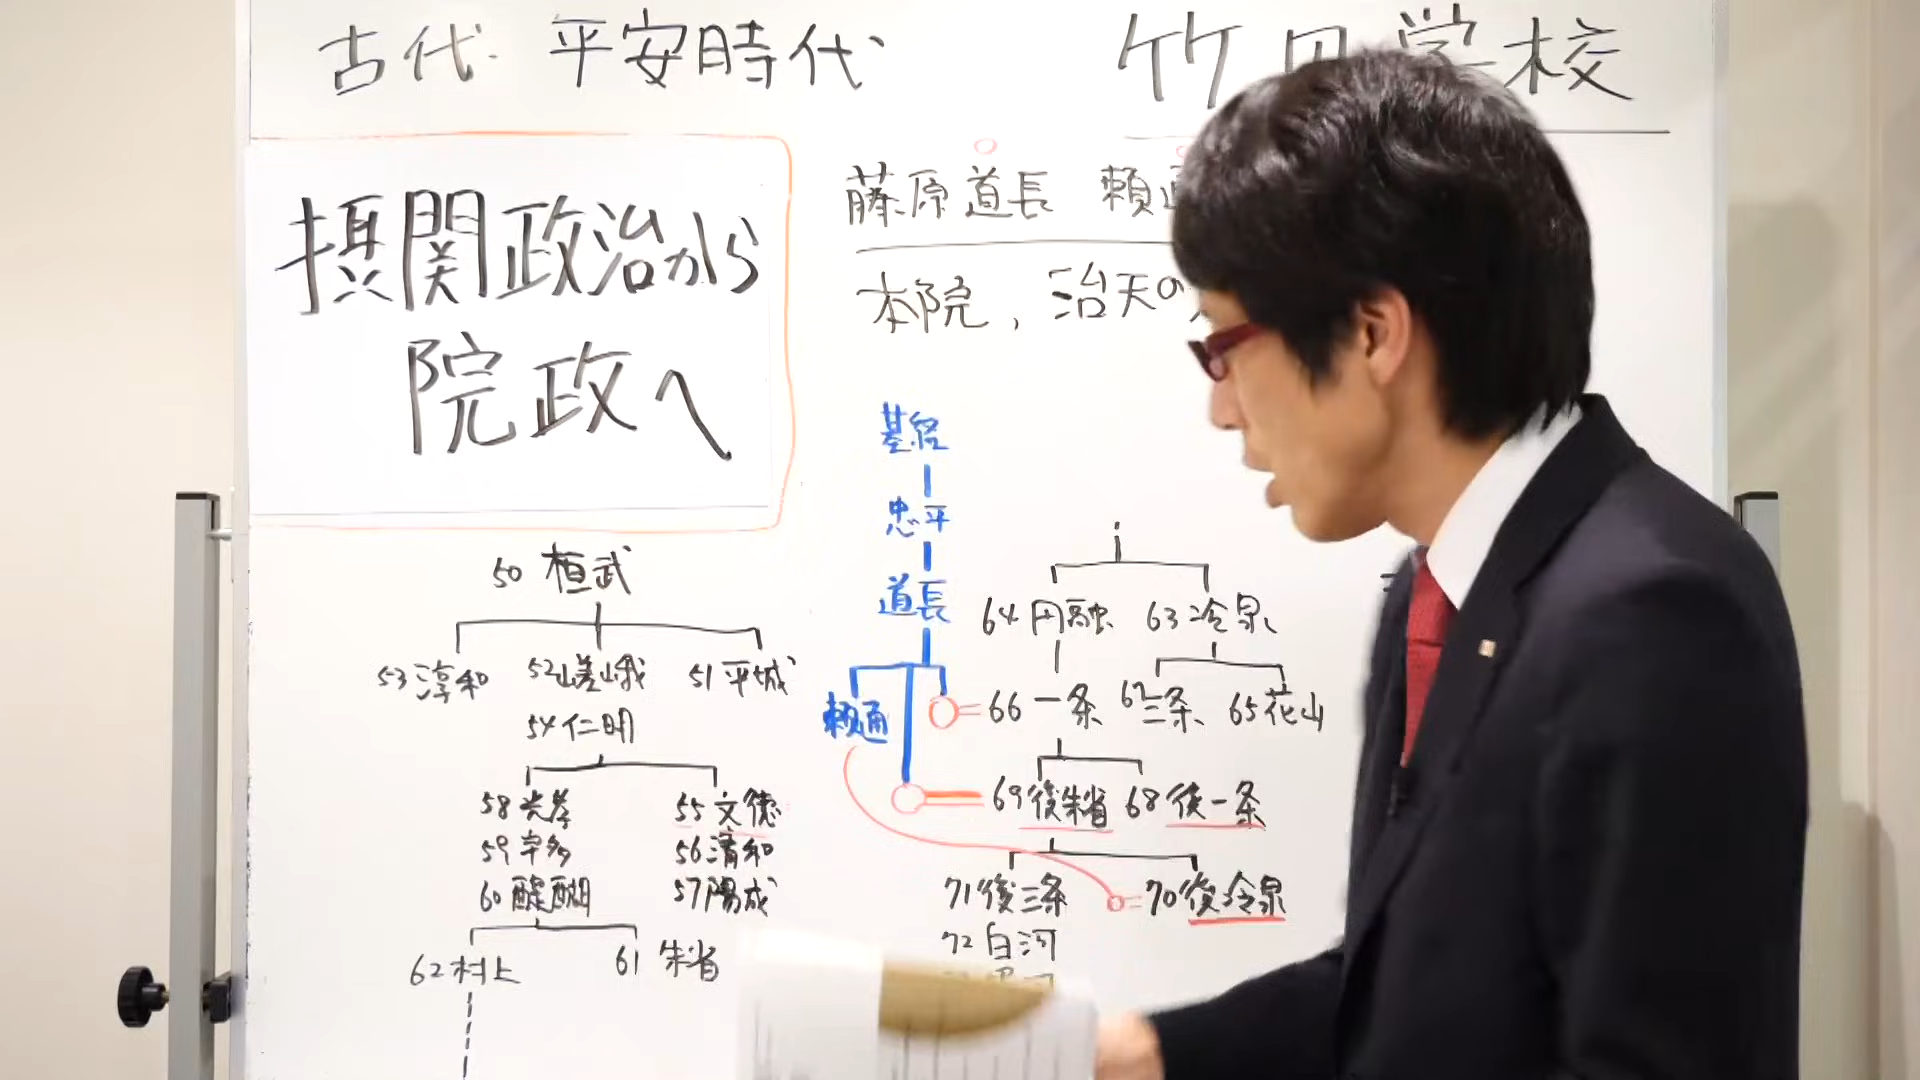 古代 平安時代
竹田学校
摂関政治から
院政へ
藤原道長 頼通
本院, 治天の
基経
忠平
道長
頼通
50 桓武
53 淳和 52 嵯峨 51 平城
54 仁明
58 光孝 55 文徳
59 宇多 56 清和
60 醍醐 57 陽成
62 村上 61 朱雀
64 円融 63 冷泉
66 一条 67 三条 65 花山
69 後朱雀 68 後一条
71 後三条 70 後冷泉
72 白河